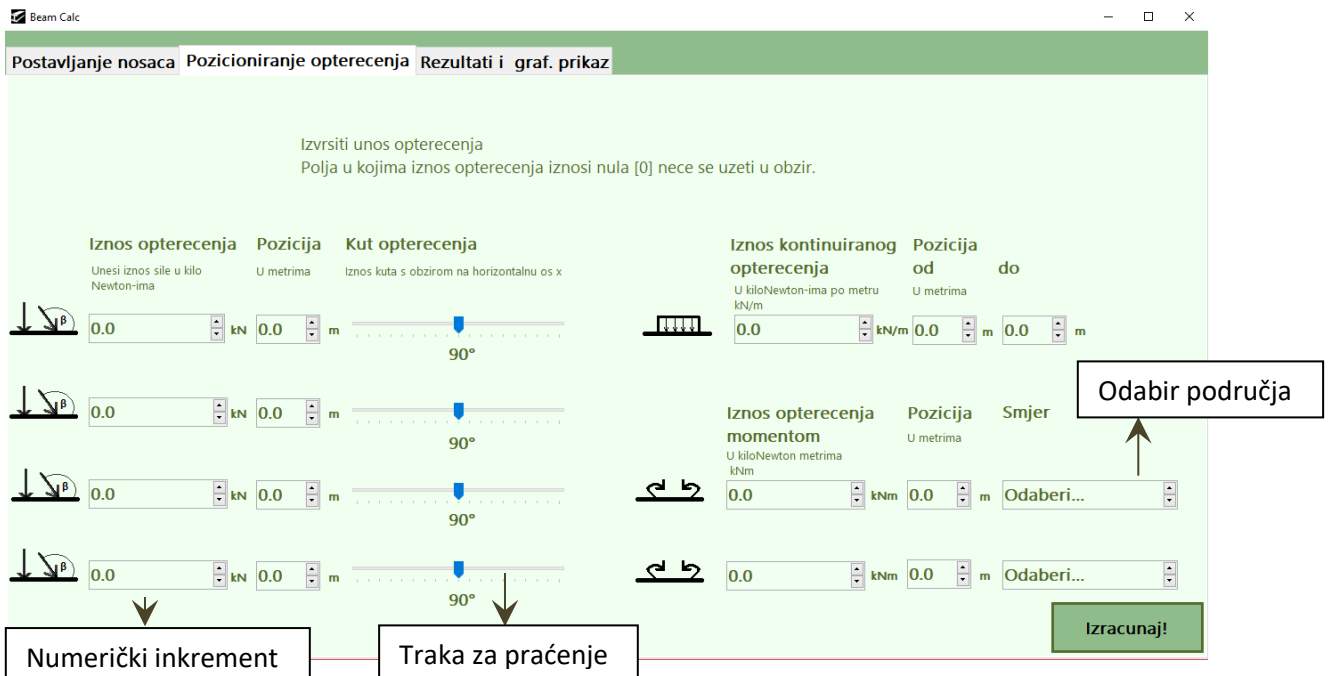 Beam Calc
Postavljanje nosaca Pozicioniranje opterecenja Rezultati i graf. prikaz
Izvrsiti unos opterecenja
Polja u kojima iznos opterecenja iznosi nula [0] nece se uzeti u obzir.
Iznos opterecenja Pozicija Kut opterecenja
Unesi iznos sile u kilo
Newton-ima
U metrima
Iznos kuta s obzirom na horizontalnu os x
β 0.0 kN 0.0 m
90°
β 0.0 kN 0.0 m
90°
β 0.0 kN 0.0 m
90°
β 0.0 kN 0.0 m
90°
Iznos kontinuiranog
opterecenja
Pozicija
od do
U kiloNewton-ima po metru
kN/m
U metrima
0.0 kN/m 0.0 m 0.0 m
Odabir područja
Iznos opterecenja
momentom
Pozicija Smjer
U metrima
U kiloNewton metrima
kNm
0.0 kNm 0.0 m Odaberi...
0.0 kNm 0.0 m Odaberi...
Izracunaj!
Numerički inkrement
Traka za praćenje